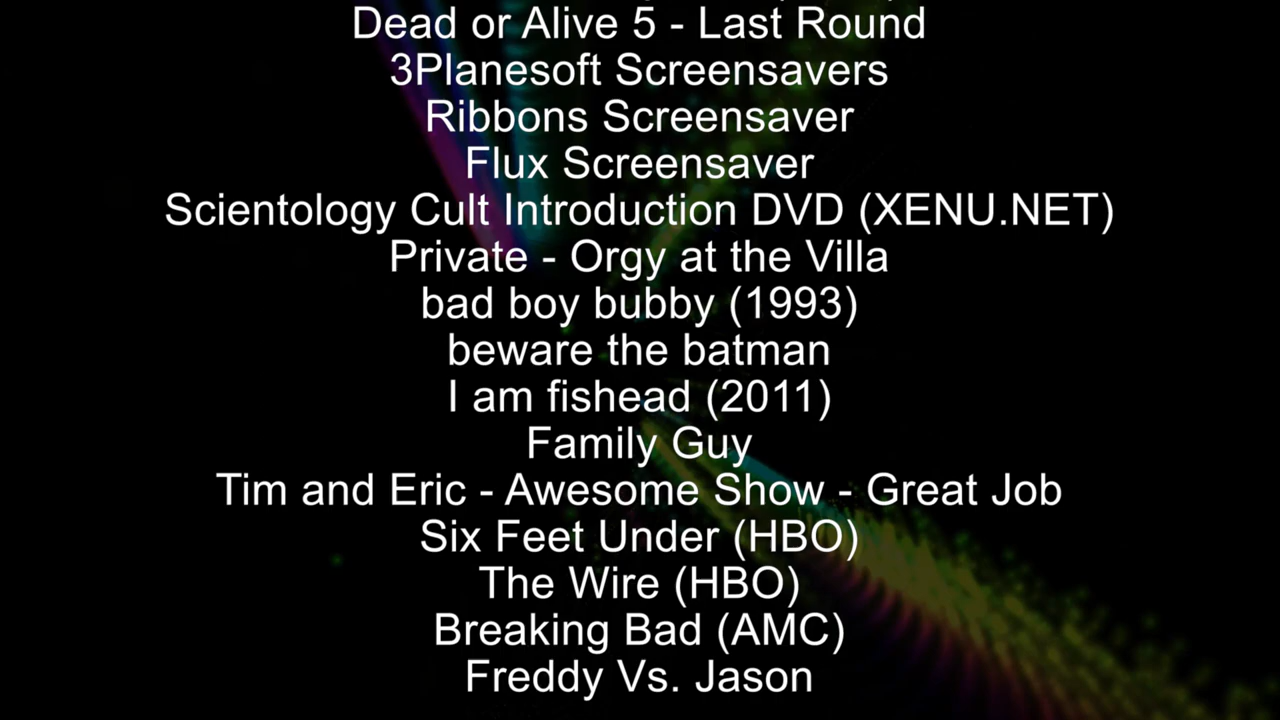 Dead or Alive 5 - Last Round
3Planesoft Screensavers
Ribbons Screensaver
Flux Screensaver
Scientology Cult Introduction DVD (XENU.NET)
Private - Orgy at the Villa
bad boy bubby (1993)
beware the batman
I am fishead (2011)
Family Guy
Tim and Eric - Awesome Show - Great Job
Six Feet Under (HBO)
The Wire (HBO)
Breaking Bad (AMC)
Freddy Vs. Jason